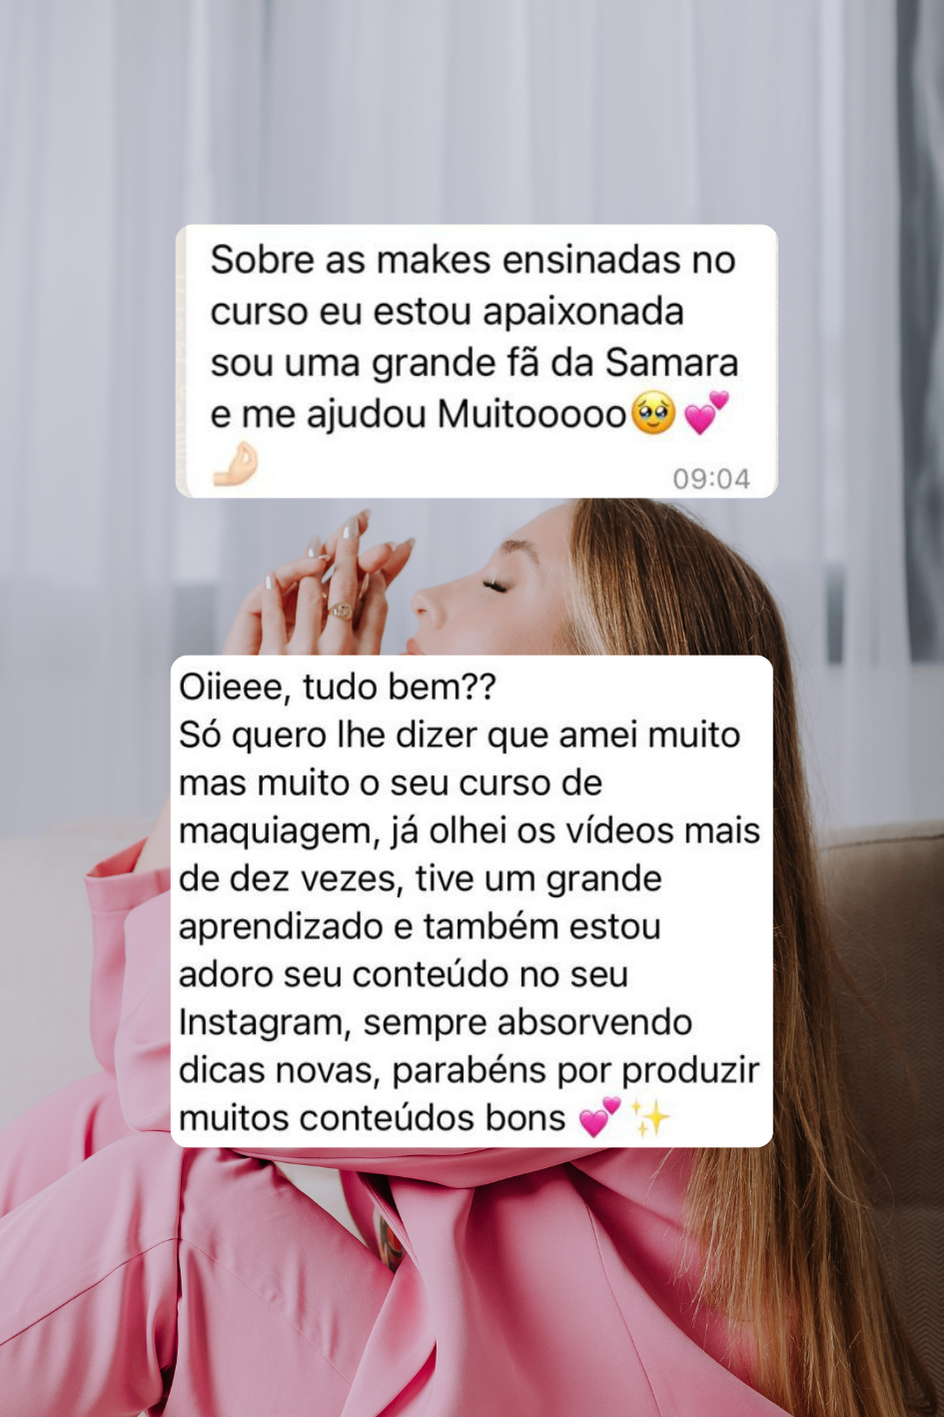 Sobre as makes ensinadas no
curso eu estou apaixonada
sou uma grande fã da Samara
e me ajudou Muitooooo🥹💕
🤌🏻
09:04
Oiieee, tudo bem??
Só quero lhe dizer que amei muito
mas muito o seu curso de
maquiagem, já olhei os vídeos mais
de dez vezes, tive um grande
aprendizado e também estou
adoro seu conteúdo no seu
Instagram, sempre absorvendo
dicas novas, parabéns por produzir
muitos conteúdos bons 💕✨